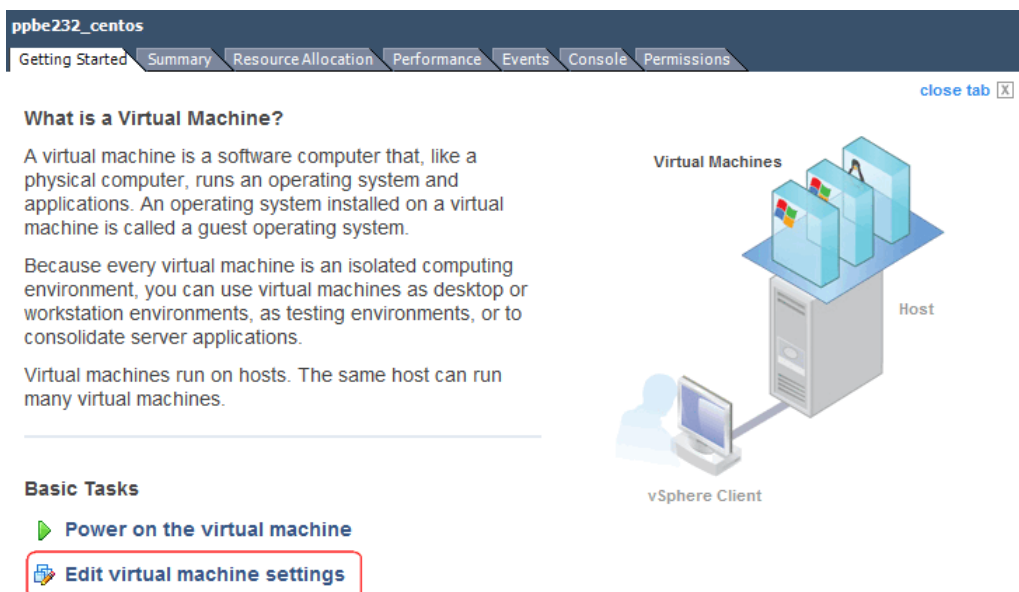 ppbe232_centos
Getting Started Summary Resource Allocation Performance Events Console Permissions
close tab X
What is a Virtual Machine?
A virtual machine is a software computer that, like a
physical computer, runs an operating system and
applications. An operating system installed on a virtual
machine is called a guest operating system.
Because every virtual machine is an isolated computing
environment, you can use virtual machines as desktop or
workstation environments, as testing environments, or to
consolidate server applications.
Virtual machines run on hosts. The same host can run
many virtual machines.
Virtual Machines
Host
vSphere Client
Basic Tasks
Power on the virtual machine
Edit virtual machine settings